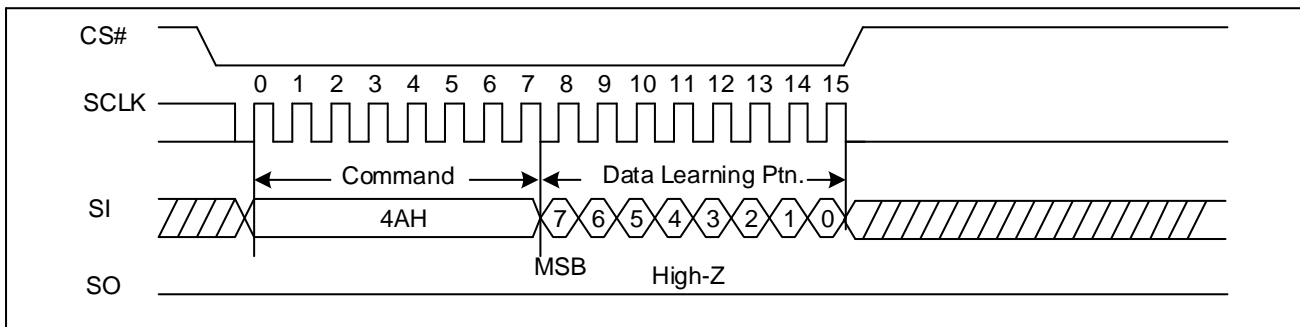 CS#
0 1 2 3 4 5 6 7 8 9 10 11 12 13 14 15
SCLK
Command Data Learning Ptn.
SI 4AH 7 6 5 4 3 2 1 0
MSB High-Z
SO